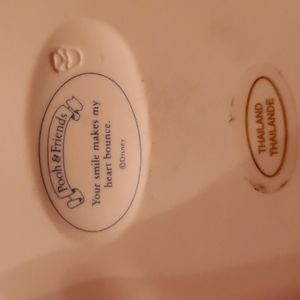 Pooh & Friends
Your smile makes my
heart bounce.
©Disney
THAILAND
THAILANDE